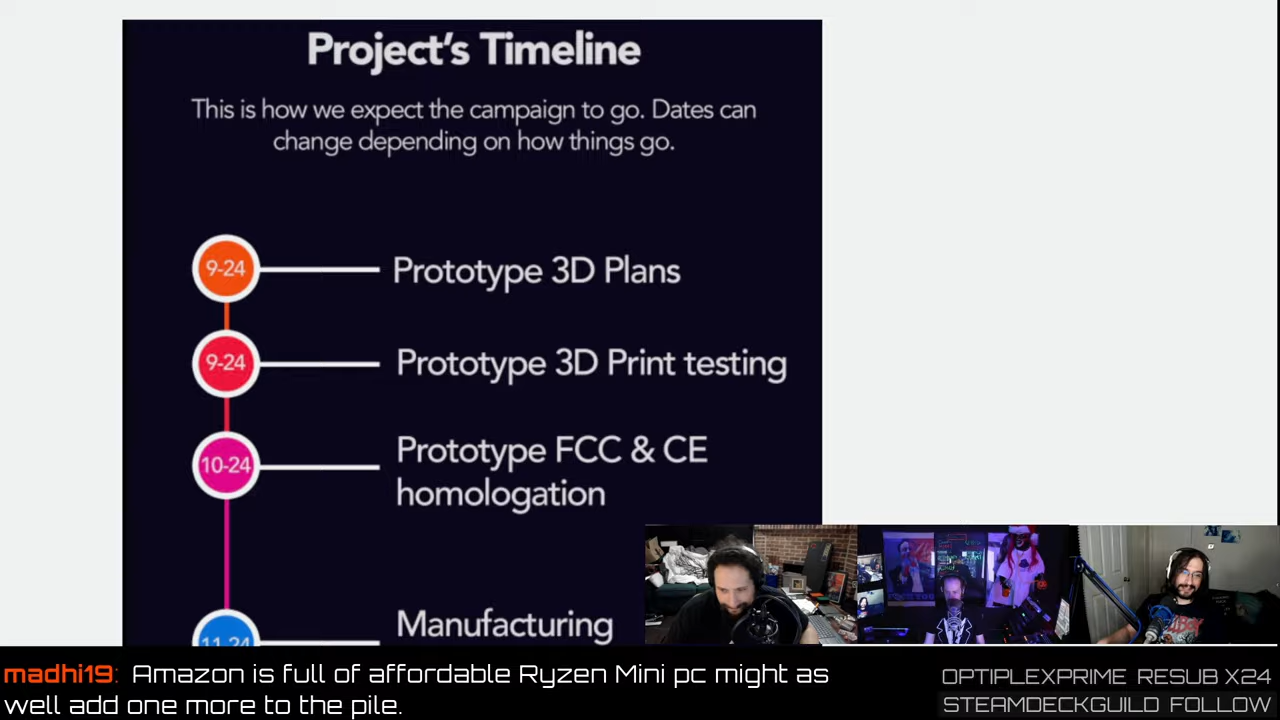 Project's Timeline
This is how we expect the campaign to go. Dates can
change depending on how things go.
9-24
Prototype 3D Plans
9-24
Prototype 3D Print testing
10-24
Prototype FCC & CE
homologation
11-24
Manufacturing
madhi19: Amazon is full of affordable Ryzen Mini pc might as
well add one more to the pile.
OPTIPLEXPRIME RESUB X24
STEAMDECKGUILD FOLLOW